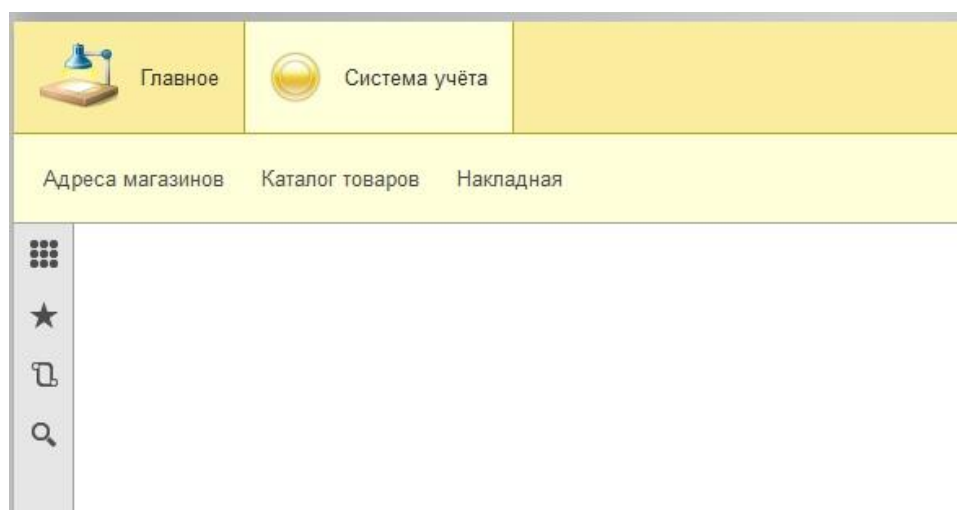 Главное Система учёта
Адреса магазинов Каталог товаров Накладная